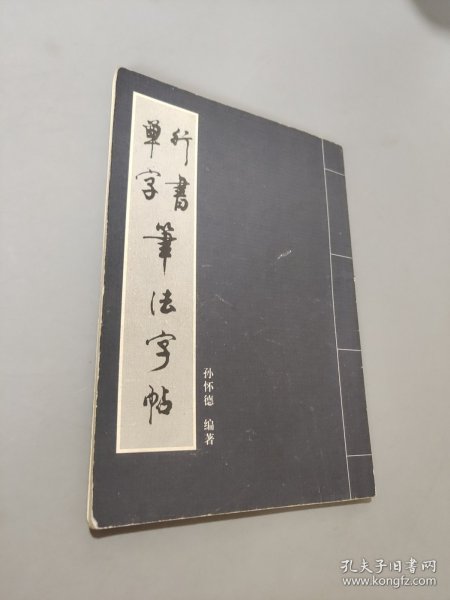 行書
單字
筆法字帖
孙怀德 编著
孔夫子旧书网
www.kongfz.com